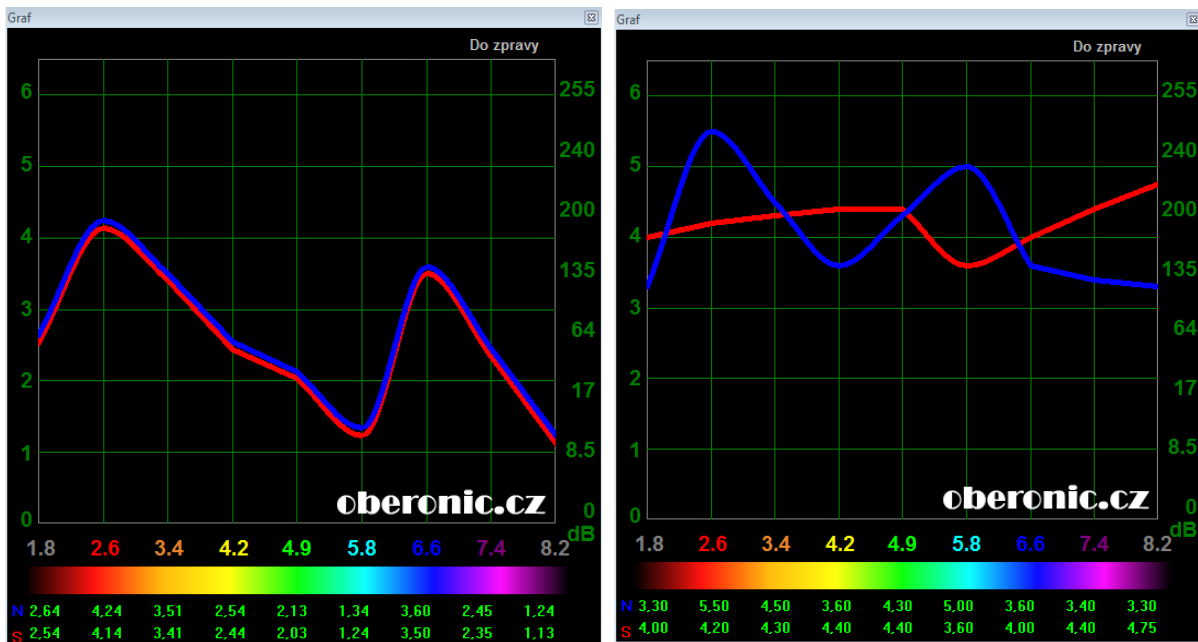 Graf
Do zpravy
6 255
5 240
4 200
3 135
2 64
1 17
0 8.5
0
dB
oberonic.cz
1.8 2.6 3.4 4.2 4.9 5.8 6.6 7.4 8.2
N 2,64 4,24 3,51 2,54 2,13 1,34 3,60 2,45 1,24
S 2,54 4,14 3,41 2,44 2,03 1,24 3,50 2,35 1,13
Graf
Do zpravy
6 255
5 240
4 200
3 135
2 64
1 17
0 8.5
0
dB
oberonic.cz
1.8 2.6 3.4 4.2 4.9 5.8 6.6 7.4 8.2
N 3,30 5,50 4,50 3,60 4,30 5,00 3,60 3,40 3,30
S 4,00 4,20 4,30 4,40 4,40 3,60 4,00 4,40 4,75